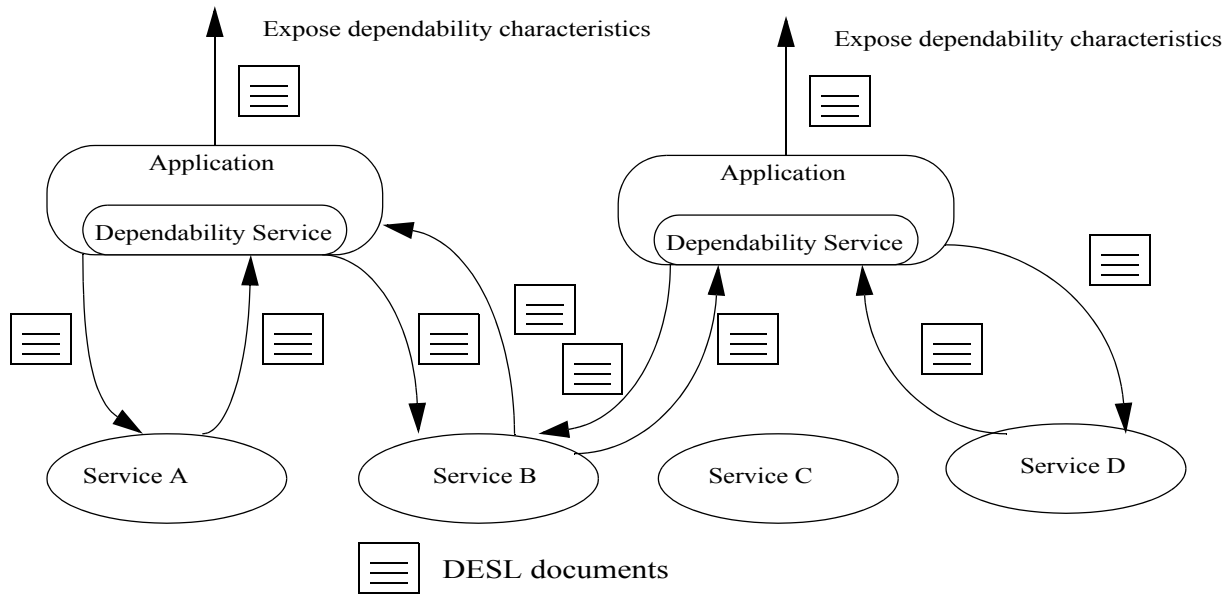 Expose dependability characteristics
Expose dependability characteristics
Application
Application
Dependability Service
Dependability Service
Service A
Service B
Service C
Service D
DESL documents